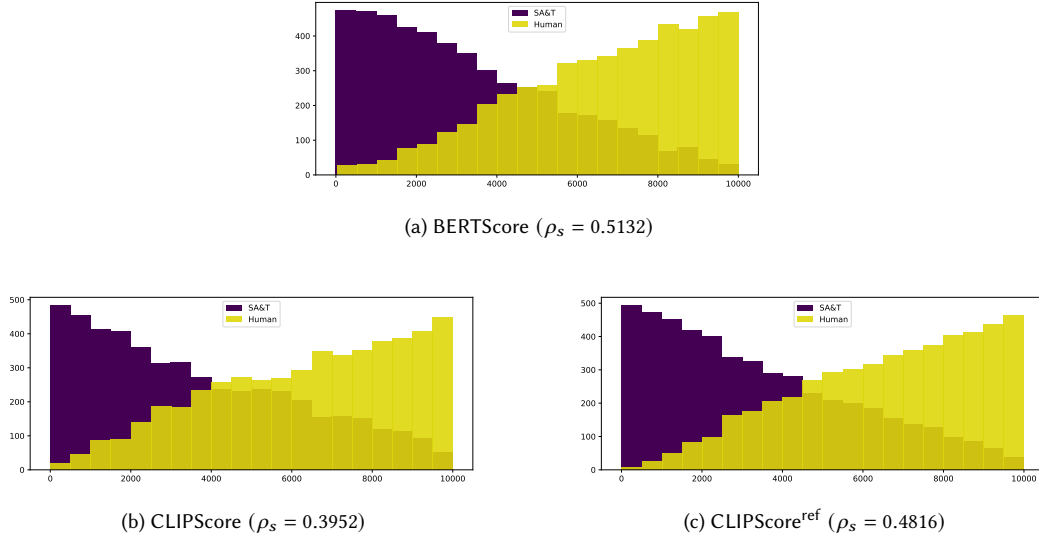 SA&T
Human
400
300
200
100
0
0 2000 4000 6000 8000 10000
(a) BERTScore (ρs = 0.5132)
SA&T
Human
500
400
300
200
100
0
0 2000 4000 6000 8000 10000
(b) CLIPScore (ρs = 0.3952)
SA&T
Human
500
400
300
200
100
0
0 2000 4000 6000 8000 10000
(c) CLIPScoreref (ρs = 0.4816)